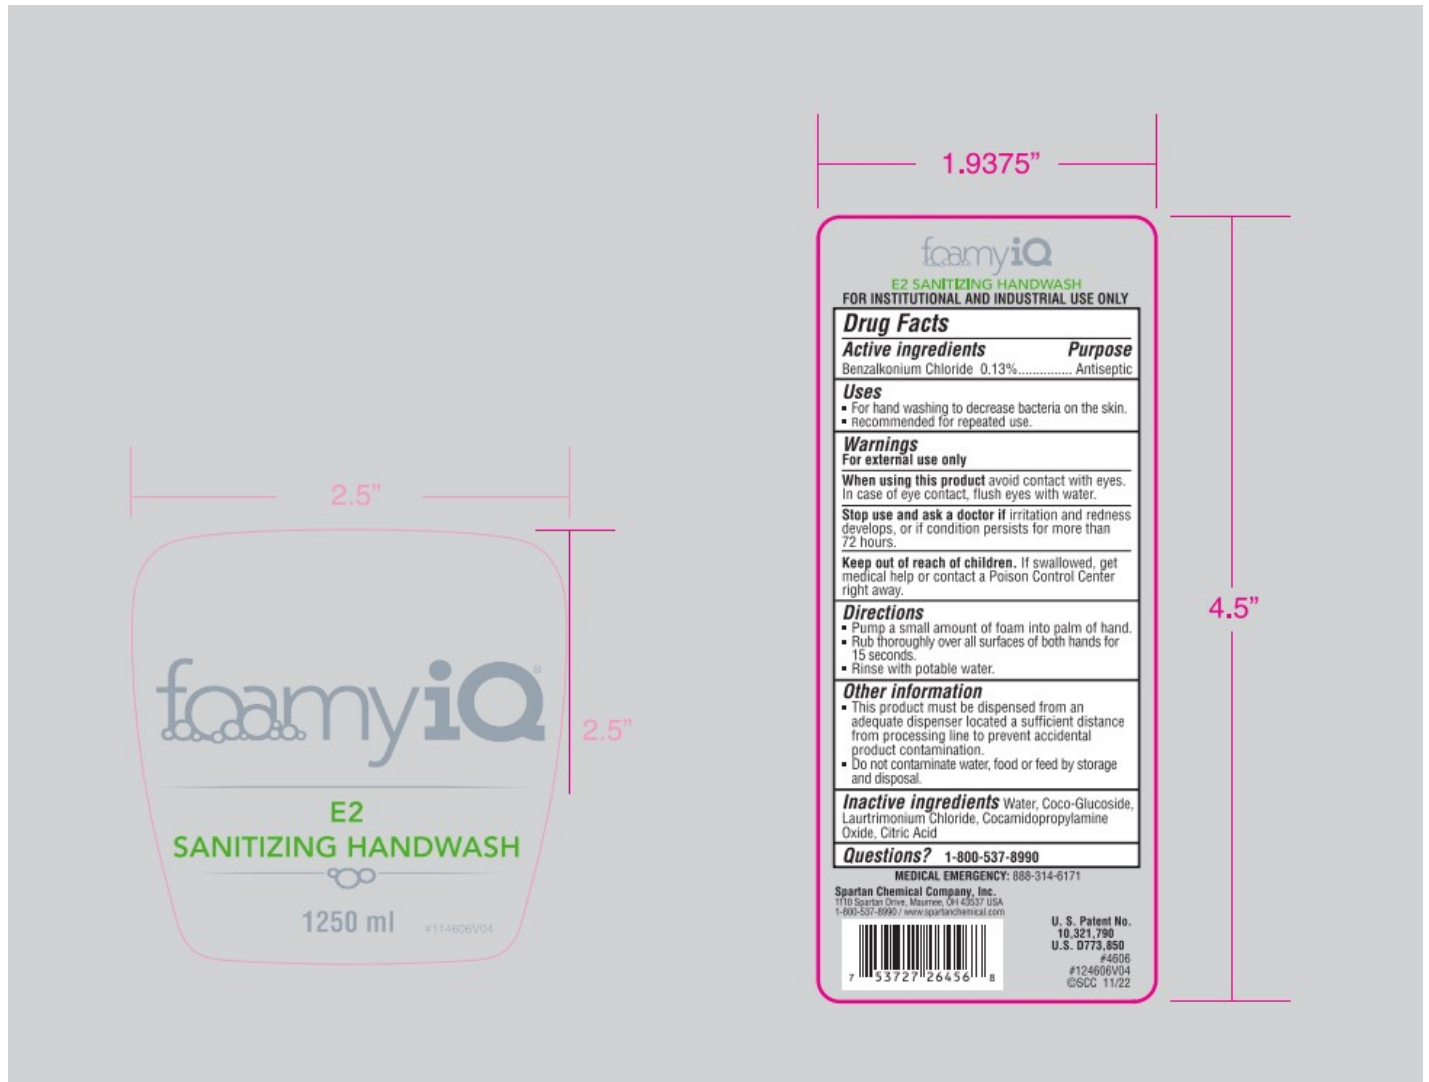 2.5”
foamyiQ®
2.5”
E2
SANITIZING HANDWASH
1250 ml
#114606V04
1.9375”
4.5”
foamyiQ
E2 SANITIZING HANDWASH
FOR INSTITUTIONAL AND INDUSTRIAL USE ONLY
Drug Facts
Active ingredients Purpose
Benzalkonium Chloride 0.13%............... Antiseptic
Uses
▪ For hand washing to decrease bacteria on the skin.
▪ Recommended for repeated use.
Warnings
For external use only
When using this product avoid contact with eyes.
In case of eye contact, flush eyes with water.
Stop use and ask a doctor if irritation and redness
develops, or if condition persists for more than
72 hours.
Keep out of reach of children. If swallowed, get
medical help or contact a Poison Control Center
right away.
Directions
▪ Pump a small amount of foam into palm of hand.
▪ Rub thoroughly over all surfaces of both hands for
15 seconds.
▪ Rinse with potable water.
Other information
▪ This product must be dispensed from an
adequate dispenser located a sufficient distance
from processing line to prevent accidental
product contamination.
▪ Do not contaminate water, food or feed by storage
and disposal.
Inactive ingredients Water, Coco-Glucoside,
Laurtrimonium Chloride, Cocamidopropylamine
Oxide, Citric Acid
Questions? 1-800-537-8990
MEDICAL EMERGENCY: 888-314-6171
Spartan Chemical Company, Inc.
1110 Spartan Drive, Maumee, OH 43537 USA
1-800-537-8990 / www.spartanchemical.com
7 53727 26456 8
U. S. Patent No.
10,321,790
U.S. D773,850
#4606
#124606V04
©SCC 11/22